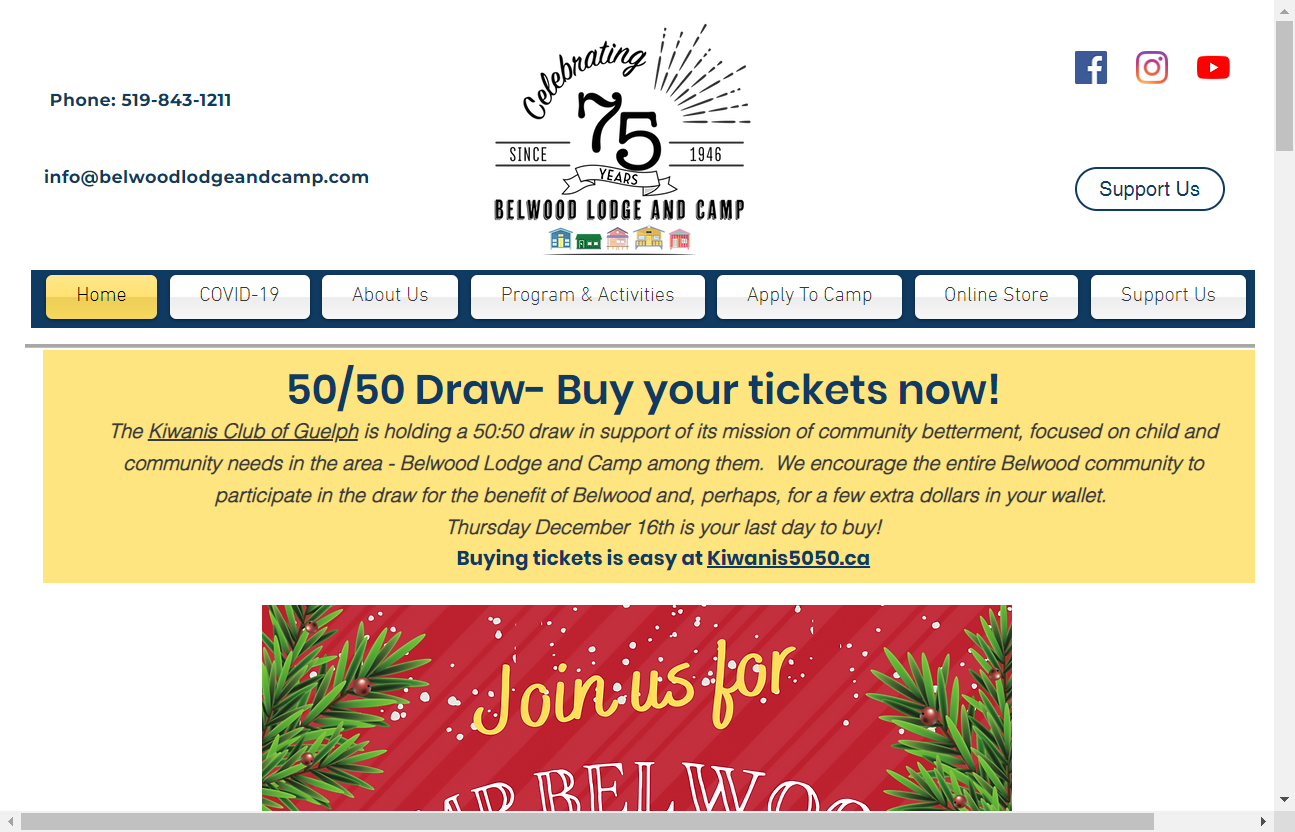 Phone: 519-843-1211
info@belwoodlodgeandcamp.com
Celebrating
75
SINCE 1946
YEARS
BELWOOD LODGE AND CAMP
Support Us
Home COVID-19 About Us Program & Activities Apply To Camp Online Store Support Us
50/50 Draw- Buy your tickets now!
The Kiwanis Club of Guelph is holding a 50:50 draw in support of its mission of community betterment, focused on child and
community needs in the area - Belwood Lodge and Camp among them.  We encourage the entire Belwood community to
participate in the draw for the benefit of Belwood and, perhaps, for a few extra dollars in your wallet.
Thursday December 16th is your last day to buy!
Buying tickets is easy at Kiwanis5050.ca
Join us for